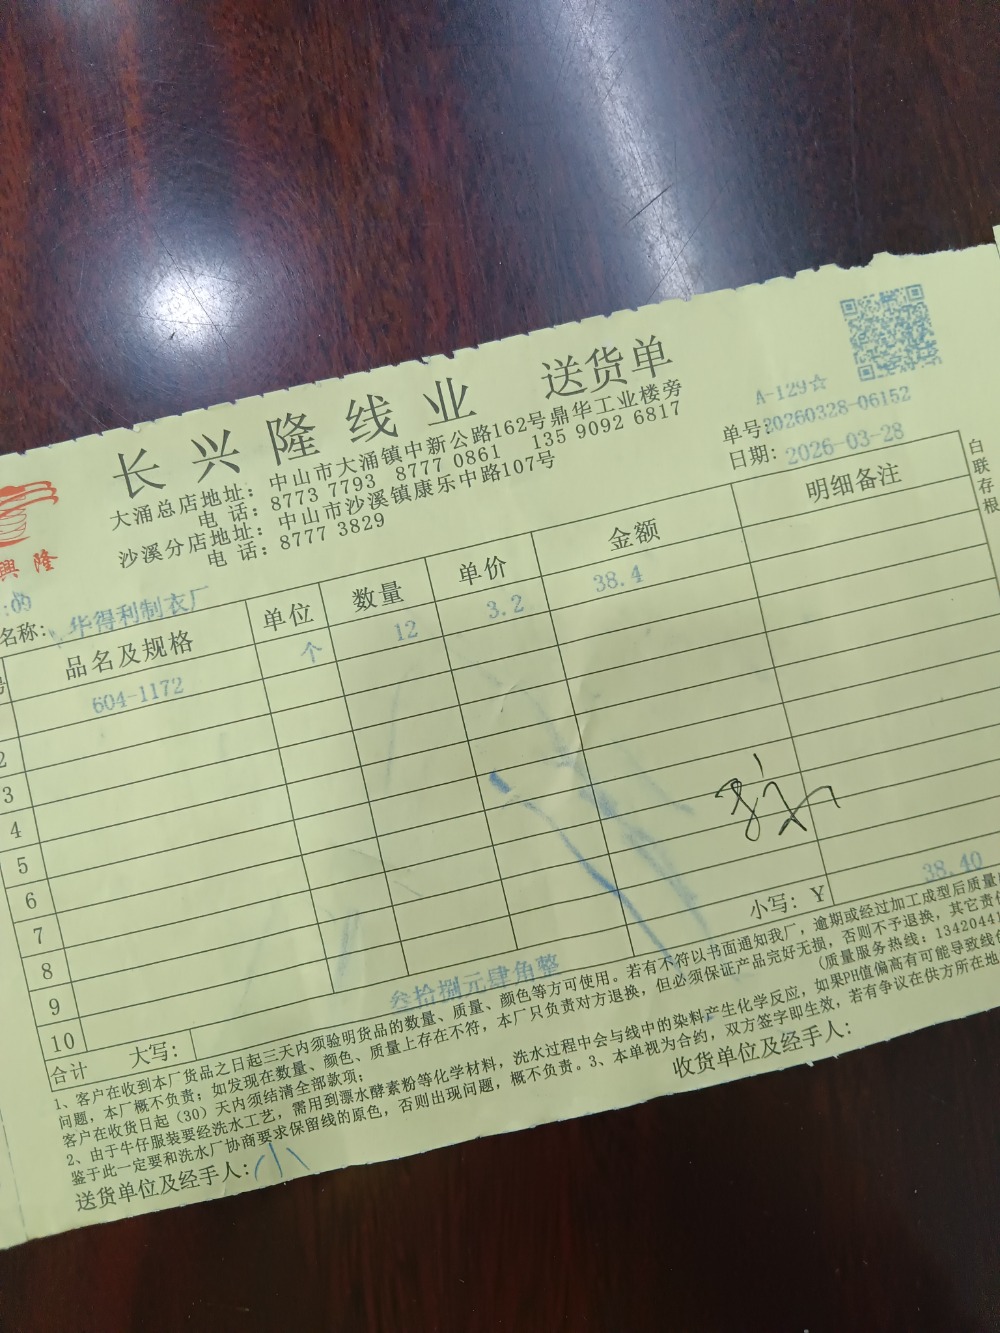 长兴隆线业 送货单
大涌总店地址：中山市大涌镇中新公路162号鼎华工业楼旁
电 话：8773 7793 8777 0861 135 9092 6817
沙溪分店地址：中山市沙溪镇康乐中路107号
电 话：8777 3829
興隆
A-129☆
单号：20260328-06152
日期：2026-03-28
:09
名称：华得利制衣厂
号 品名及规格 单位 数量 单价 金额 明细备注
604-1172 个 12 3.2 38.4
2
3
4
5
6
7
8
9
10
合计 大写：叁拾捌元肆角整 小写：Y 38.40
白联存根
1、客户在收到本厂货品之日起三天内须验明货品的数量、质量、颜色等方可使用。若有不符以书面通知我厂，逾期或经过加工成型后质量
问题，本厂概不负责；如发现在数量、颜色、质量上存在不符，本厂只负责对方退换，但必须保证产品完好无损，否则不予退换，其它责任
客户在收货日起（30）天内须结清全部款项； （质量服务热线：13420441
2、由于牛仔服装要经洗水工艺，需用到漂水酵素粉等化学材料，洗水过程中会与线中的染料产生化学反应，如果PH值偏高有可能导致线色
鉴于此一定要和洗水厂协商要求保留线的原色，否则出现问题，概不负责。3、本单视为合约，双方签字即生效，若有争议在供方所在地
送货单位及经手人：小 收货单位及经手人：